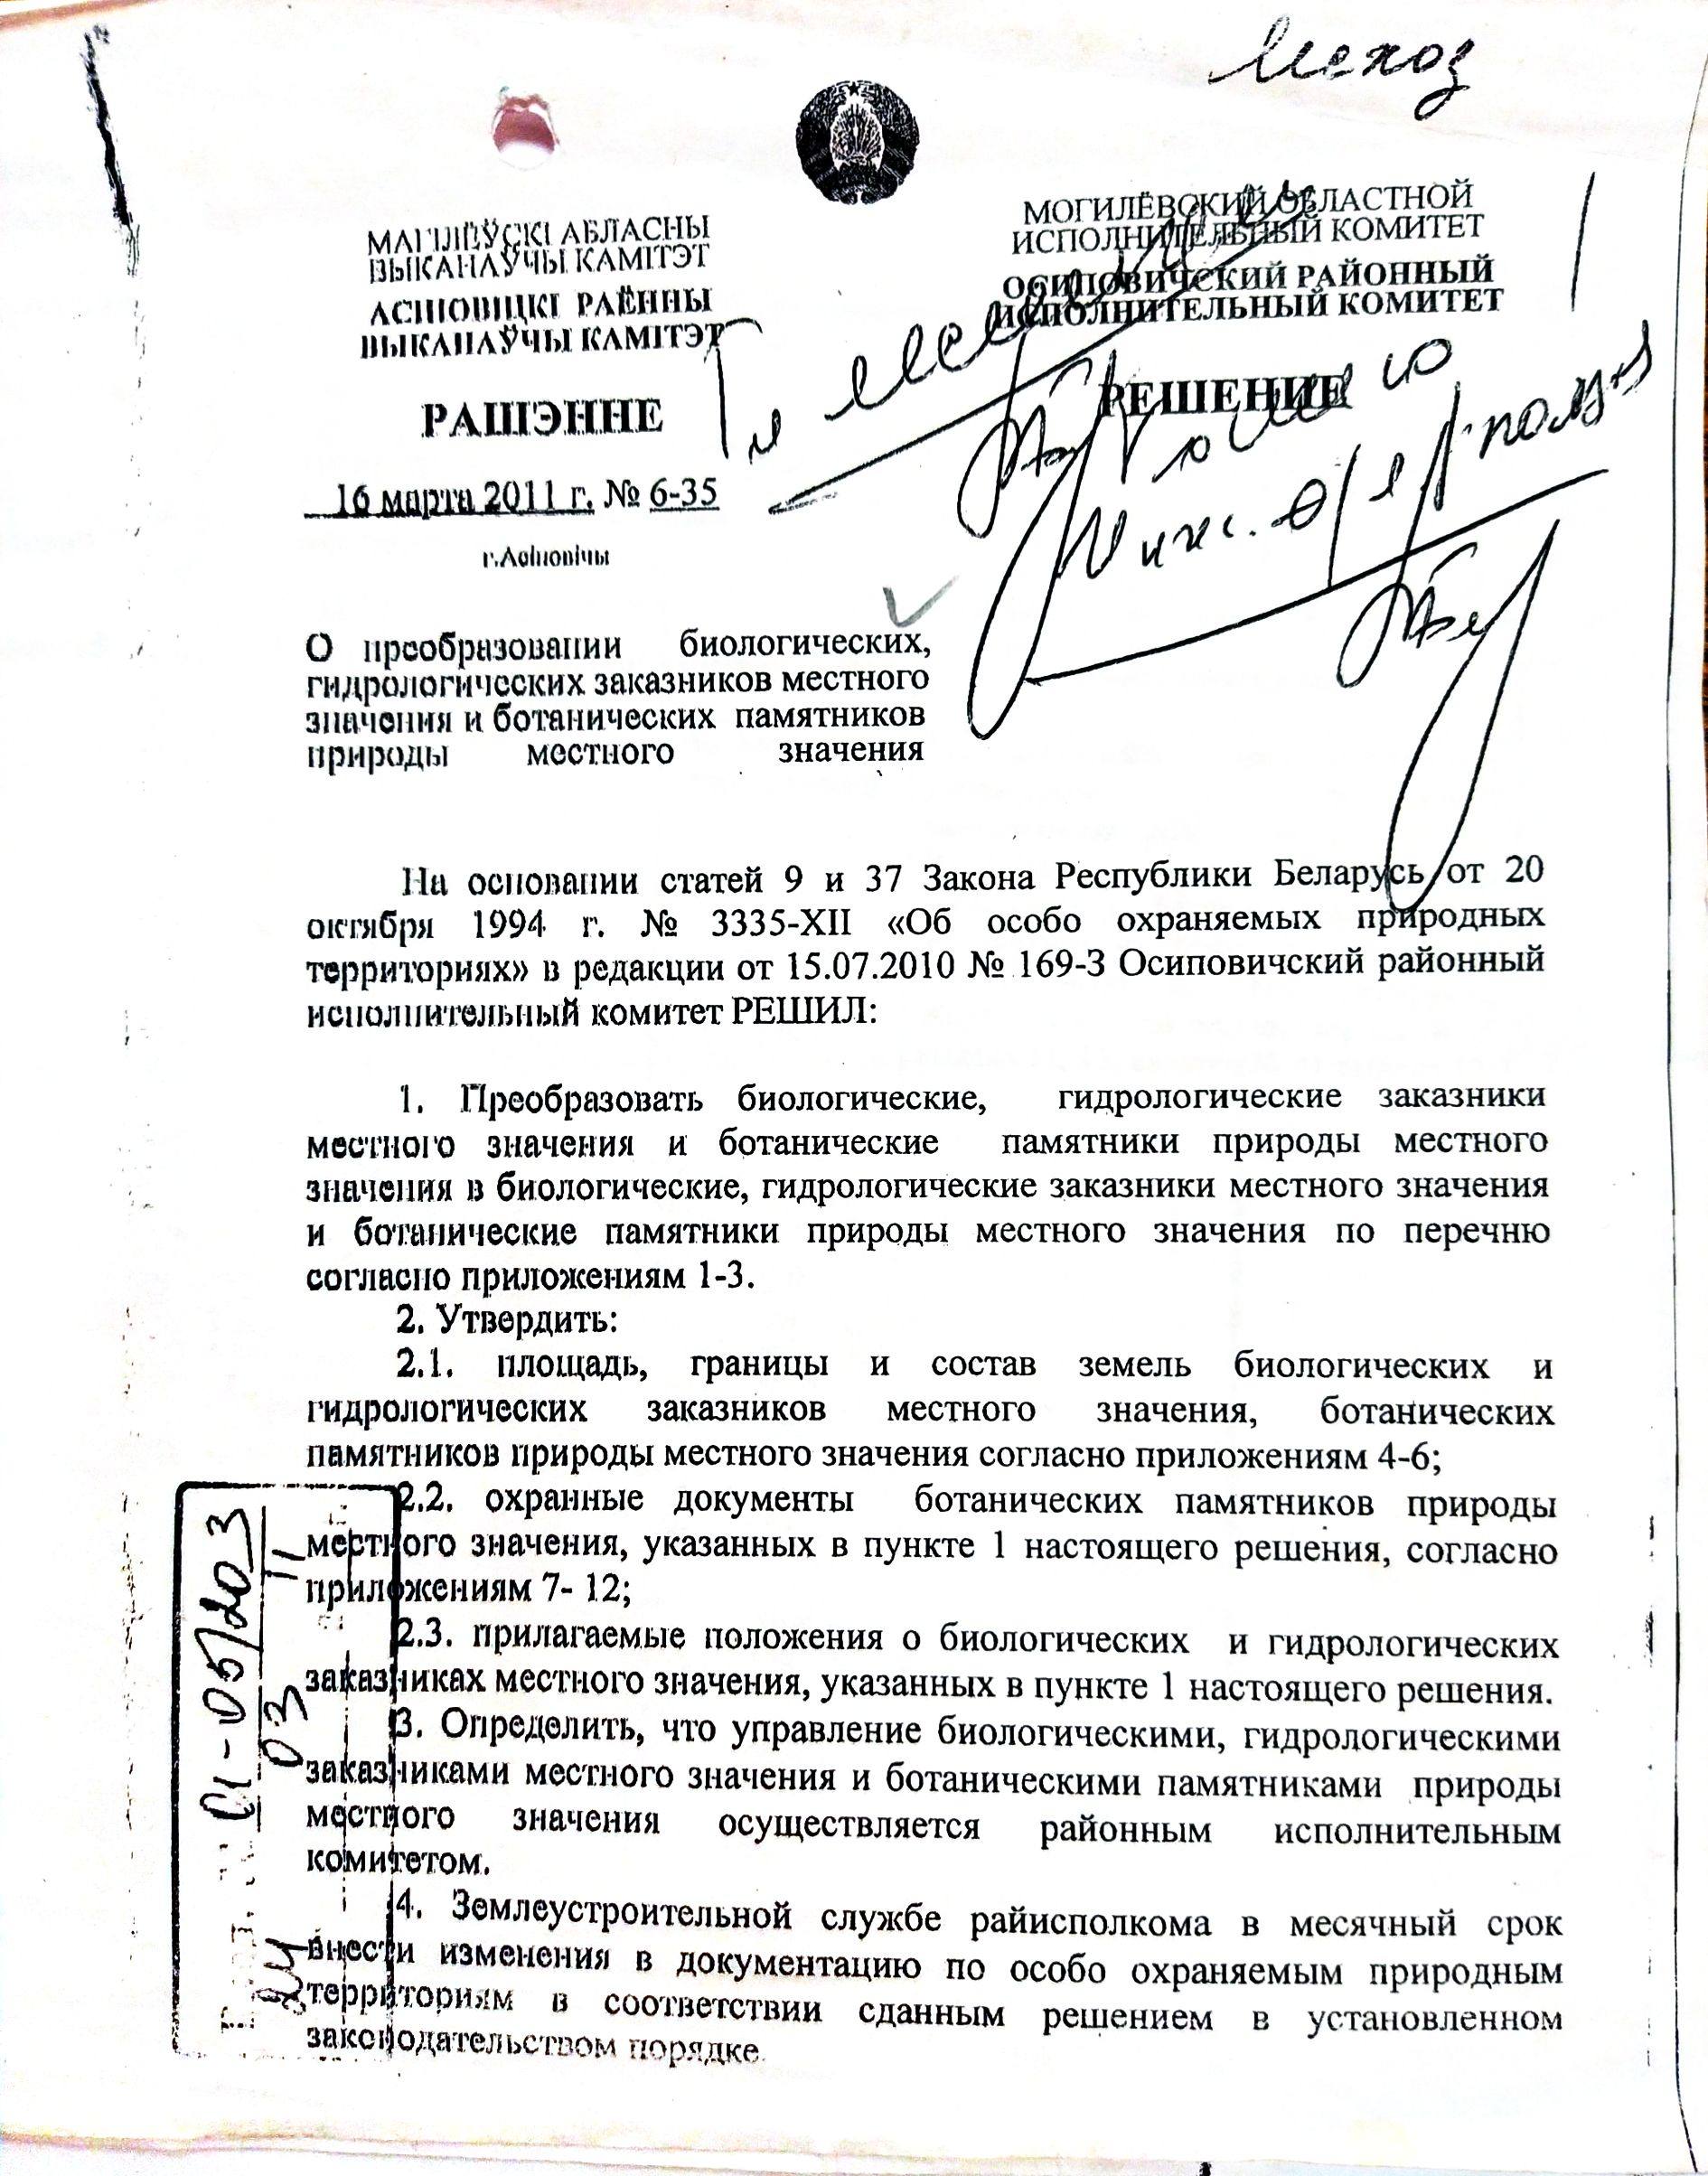 Мехоз
МАГІЛЁЎСКІ АБЛАСНЫ
ВЫКАНАЎЧЫ КАМІТЭТ
АСІПОВІЦКІ РАЁННЫ
ВЫКАНАЎЧЫ КАМІТЭТ
РАШЭННЕ
16 марта 2011 г. № 6-35
г.Асіповічы
МОГИЛЁВСКИЙ ОБЛАСТНОЙ
ИСПОЛНИТЕЛЬНЫЙ КОМИТЕТ
ОСИПОВИЧСКИЙ РАЙОННЫЙ
ИСПОЛНИТЕЛЬНЫЙ КОМИТЕТ
РЕШЕНИЕ
О преобразовании биологических,
гидрологических заказников местного
значения и ботанических памятников
природы местного значения
На основании статей 9 и 37 Закона Республики Беларусь от 20
октября 1994 г. № 3335-XII «Об особо охраняемых природных
территориях» в редакции от 15.07.2010 № 169-З Осиповичский районный
исполнительный комитет РЕШИЛ:
1. Преобразовать биологические, гидрологические заказники
местного значения и ботанические памятники природы местного
значения в биологические, гидрологические заказники местного значения
и ботанические памятники природы местного значения по перечню
согласно приложениям 1-3.
2. Утвердить:
2.1. площадь, границы и состав земель биологических и
гидрологических заказников местного значения, ботанических
памятников природы местного значения согласно приложениям 4-6;
2.2. охранные документы ботанических памятников природы
местного значения, указанных в пункте 1 настоящего решения, согласно
приложениям 7- 12;
2.3. прилагаемые положения о биологических и гидрологических
заказниках местного значения, указанных в пункте 1 настоящего решения.
3. Определить, что управление биологическими, гидрологическими
заказниками местного значения и ботаническими памятниками природы
местного значения осуществляется районным исполнительным
комитетом.
4. Землеустроительной службе райисполкома в месячный срок
внести изменения в документацию по особо охраняемым природным
территориям в соответствии сданным решением в установленном
законодательством порядке.